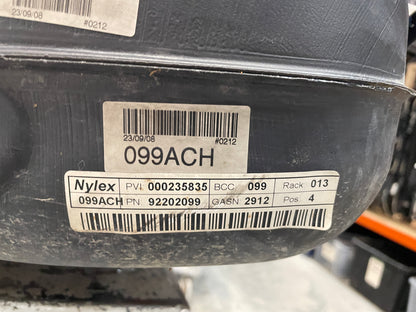 23/09/08 #0212
23/09/08 #0212
099ACH
Nylex PVI 000235835 BCC 099 Rack 013
099ACH PN 92202099 GASN 2912 Pos 4